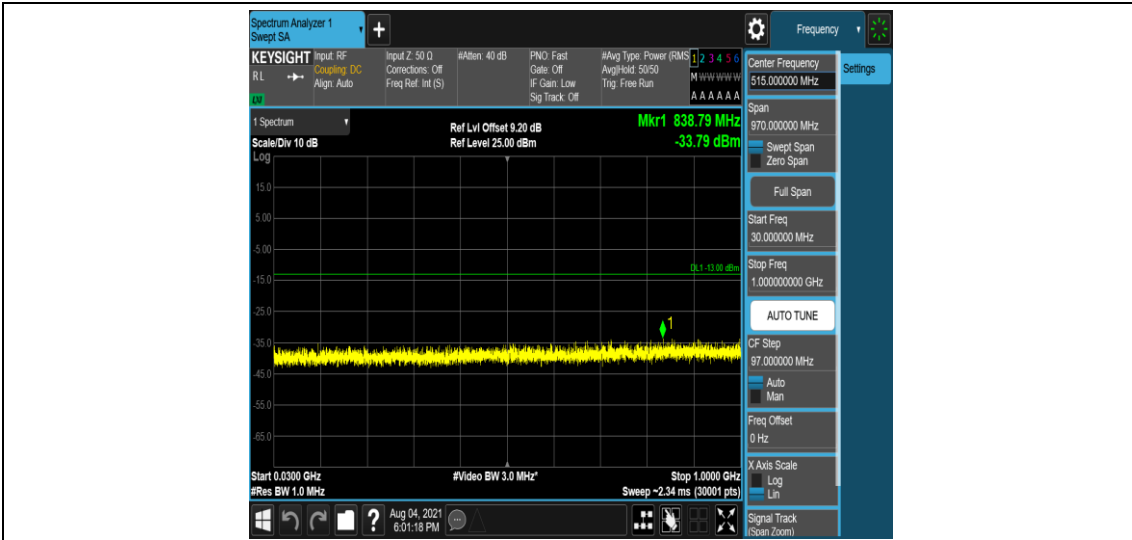 Spectrum Analyzer 1
Swept SA
+
Frequency
KEYSIGHT
RL
LXI
Input: RF
Coupling: DC
Align: Auto
Input Z: 50 Ω
Corrections: Off
Freq Ref: Int (S)
#Atten: 40 dB
PNO: Fast
Gate: Off
IF Gain: Low
Sig Track: Off
#Avg Type: Power (RMS
Avg|Hold: 50/50
Trig: Free Run
1 2 3 4 5 6
M W W W W W
A A A A A A
1 Spectrum
Scale/Div 10 dB
Log
Ref Lvl Offset 9.20 dB
Ref Level 25.00 dBm
Mkr1 838.79 MHz
-33.79 dBm
15.0
5.00
-5.00
DL1 -13.00 dBm
-15.0
-25.0
1
-35.0
-45.0
-55.0
-65.0
Start 0.0300 GHz
#Res BW 1.0 MHz
#Video BW 3.0 MHz*
Stop 1.0000 GHz
Sweep ~2.34 ms (30001 pts)
?
Aug 04, 2021
6:01:18 PM
Center Frequency
515.000000 MHz
Settings
Span
970.000000 MHz
Swept Span
Zero Span
Full Span
Start Freq
30.000000 MHz
Stop Freq
1.000000000 GHz
AUTO TUNE
CF Step
97.000000 MHz
Auto
Man
Freq Offset
0 Hz
X Axis Scale
Log
Lin
Signal Track
(Span Zoom)